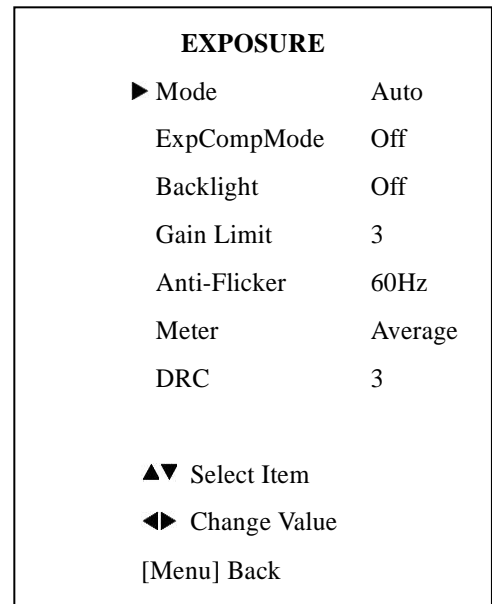 EXPOSURE
▶ Mode Auto
ExpCompMode Off
Backlight Off
Gain Limit 3
Anti-Flicker 60Hz
Meter Average
DRC 3
▲▼ Select Item
◀▶ Change Value
[Menu] Back